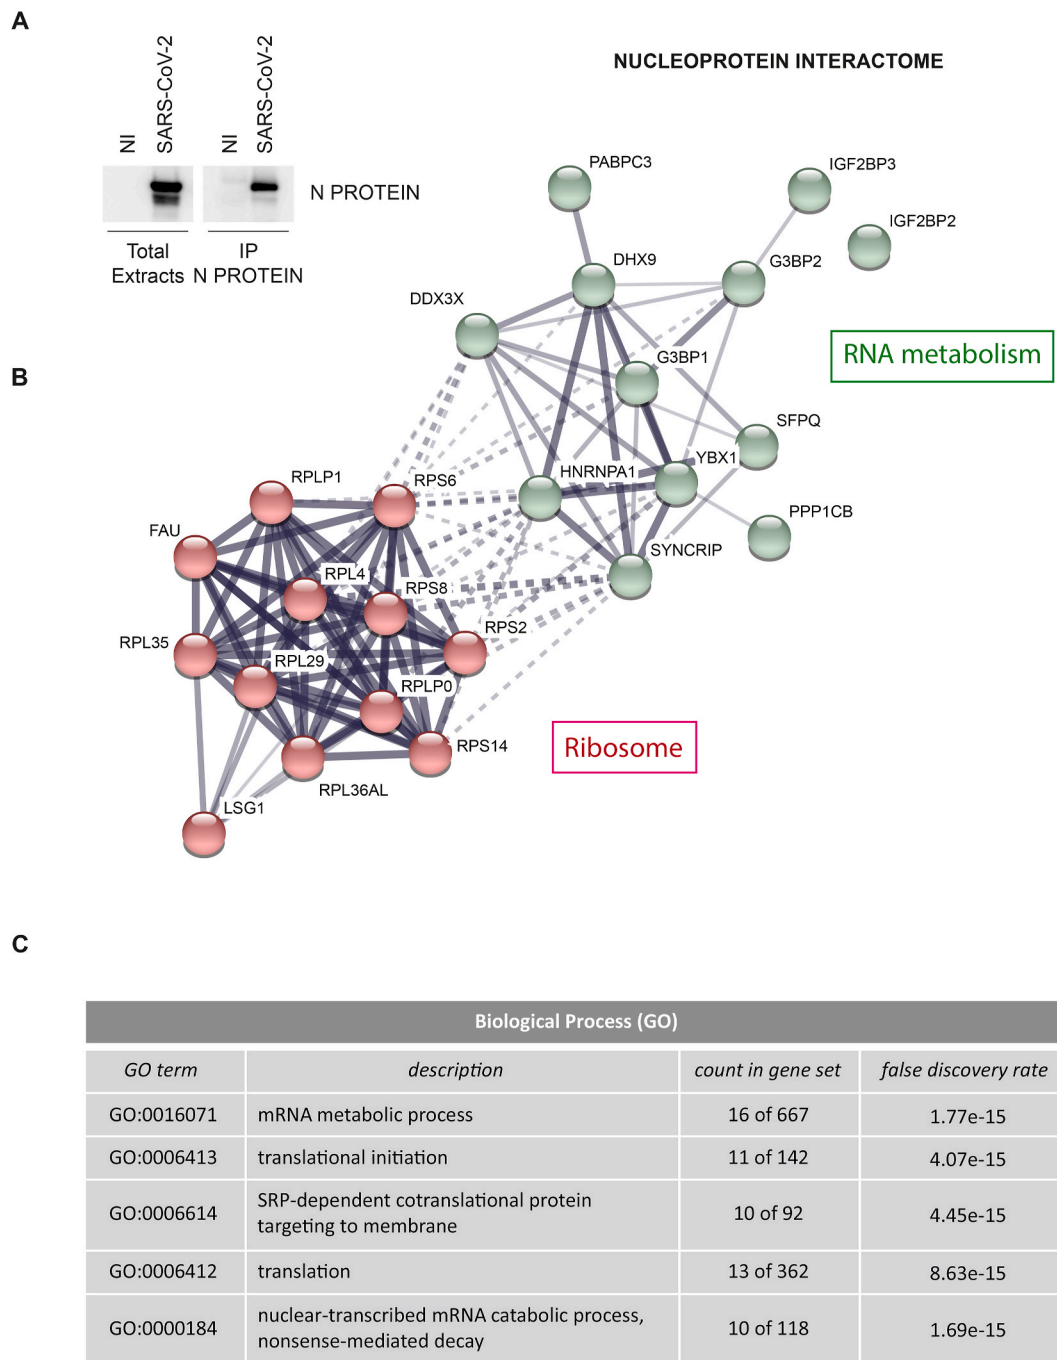 A
NI
SARS-CoV-2
NI
SARS-CoV-2
N PROTEIN
Total
Extracts
IP
N PROTEIN
NUCLEOPROTEIN INTERACTOME
PABPC3
IGF2BP3
IGF2BP2
DHX9
G3BP2
DDX3X
RNA metabolism
G3BP1
B
SFPQ
YBX1
HNRNPA1
RPLP1
RPS6
PPP1CB
FAU
SYNCRIP
RPL4
RPS8
RPS2
RPL35
RPL29
RPLP0
Ribosome
RPS14
RPL36AL
LSG1
C
Biological Process (GO)
GO term description count in gene set false discovery rate
GO:0016071 mRNA metabolic process 16 of 667 1.77e-15
GO:0006413 translational initiation 11 of 142 4.07e-15
GO:0006614 SRP-dependent cotranslational protein 10 of 92 4.45e-15
targeting to membrane
GO:0006412 translation 13 of 362 8.63e-15
GO:0000184 nuclear-transcribed mRNA catabolic process, 10 of 118 1.69e-15
nonsense-mediated decay